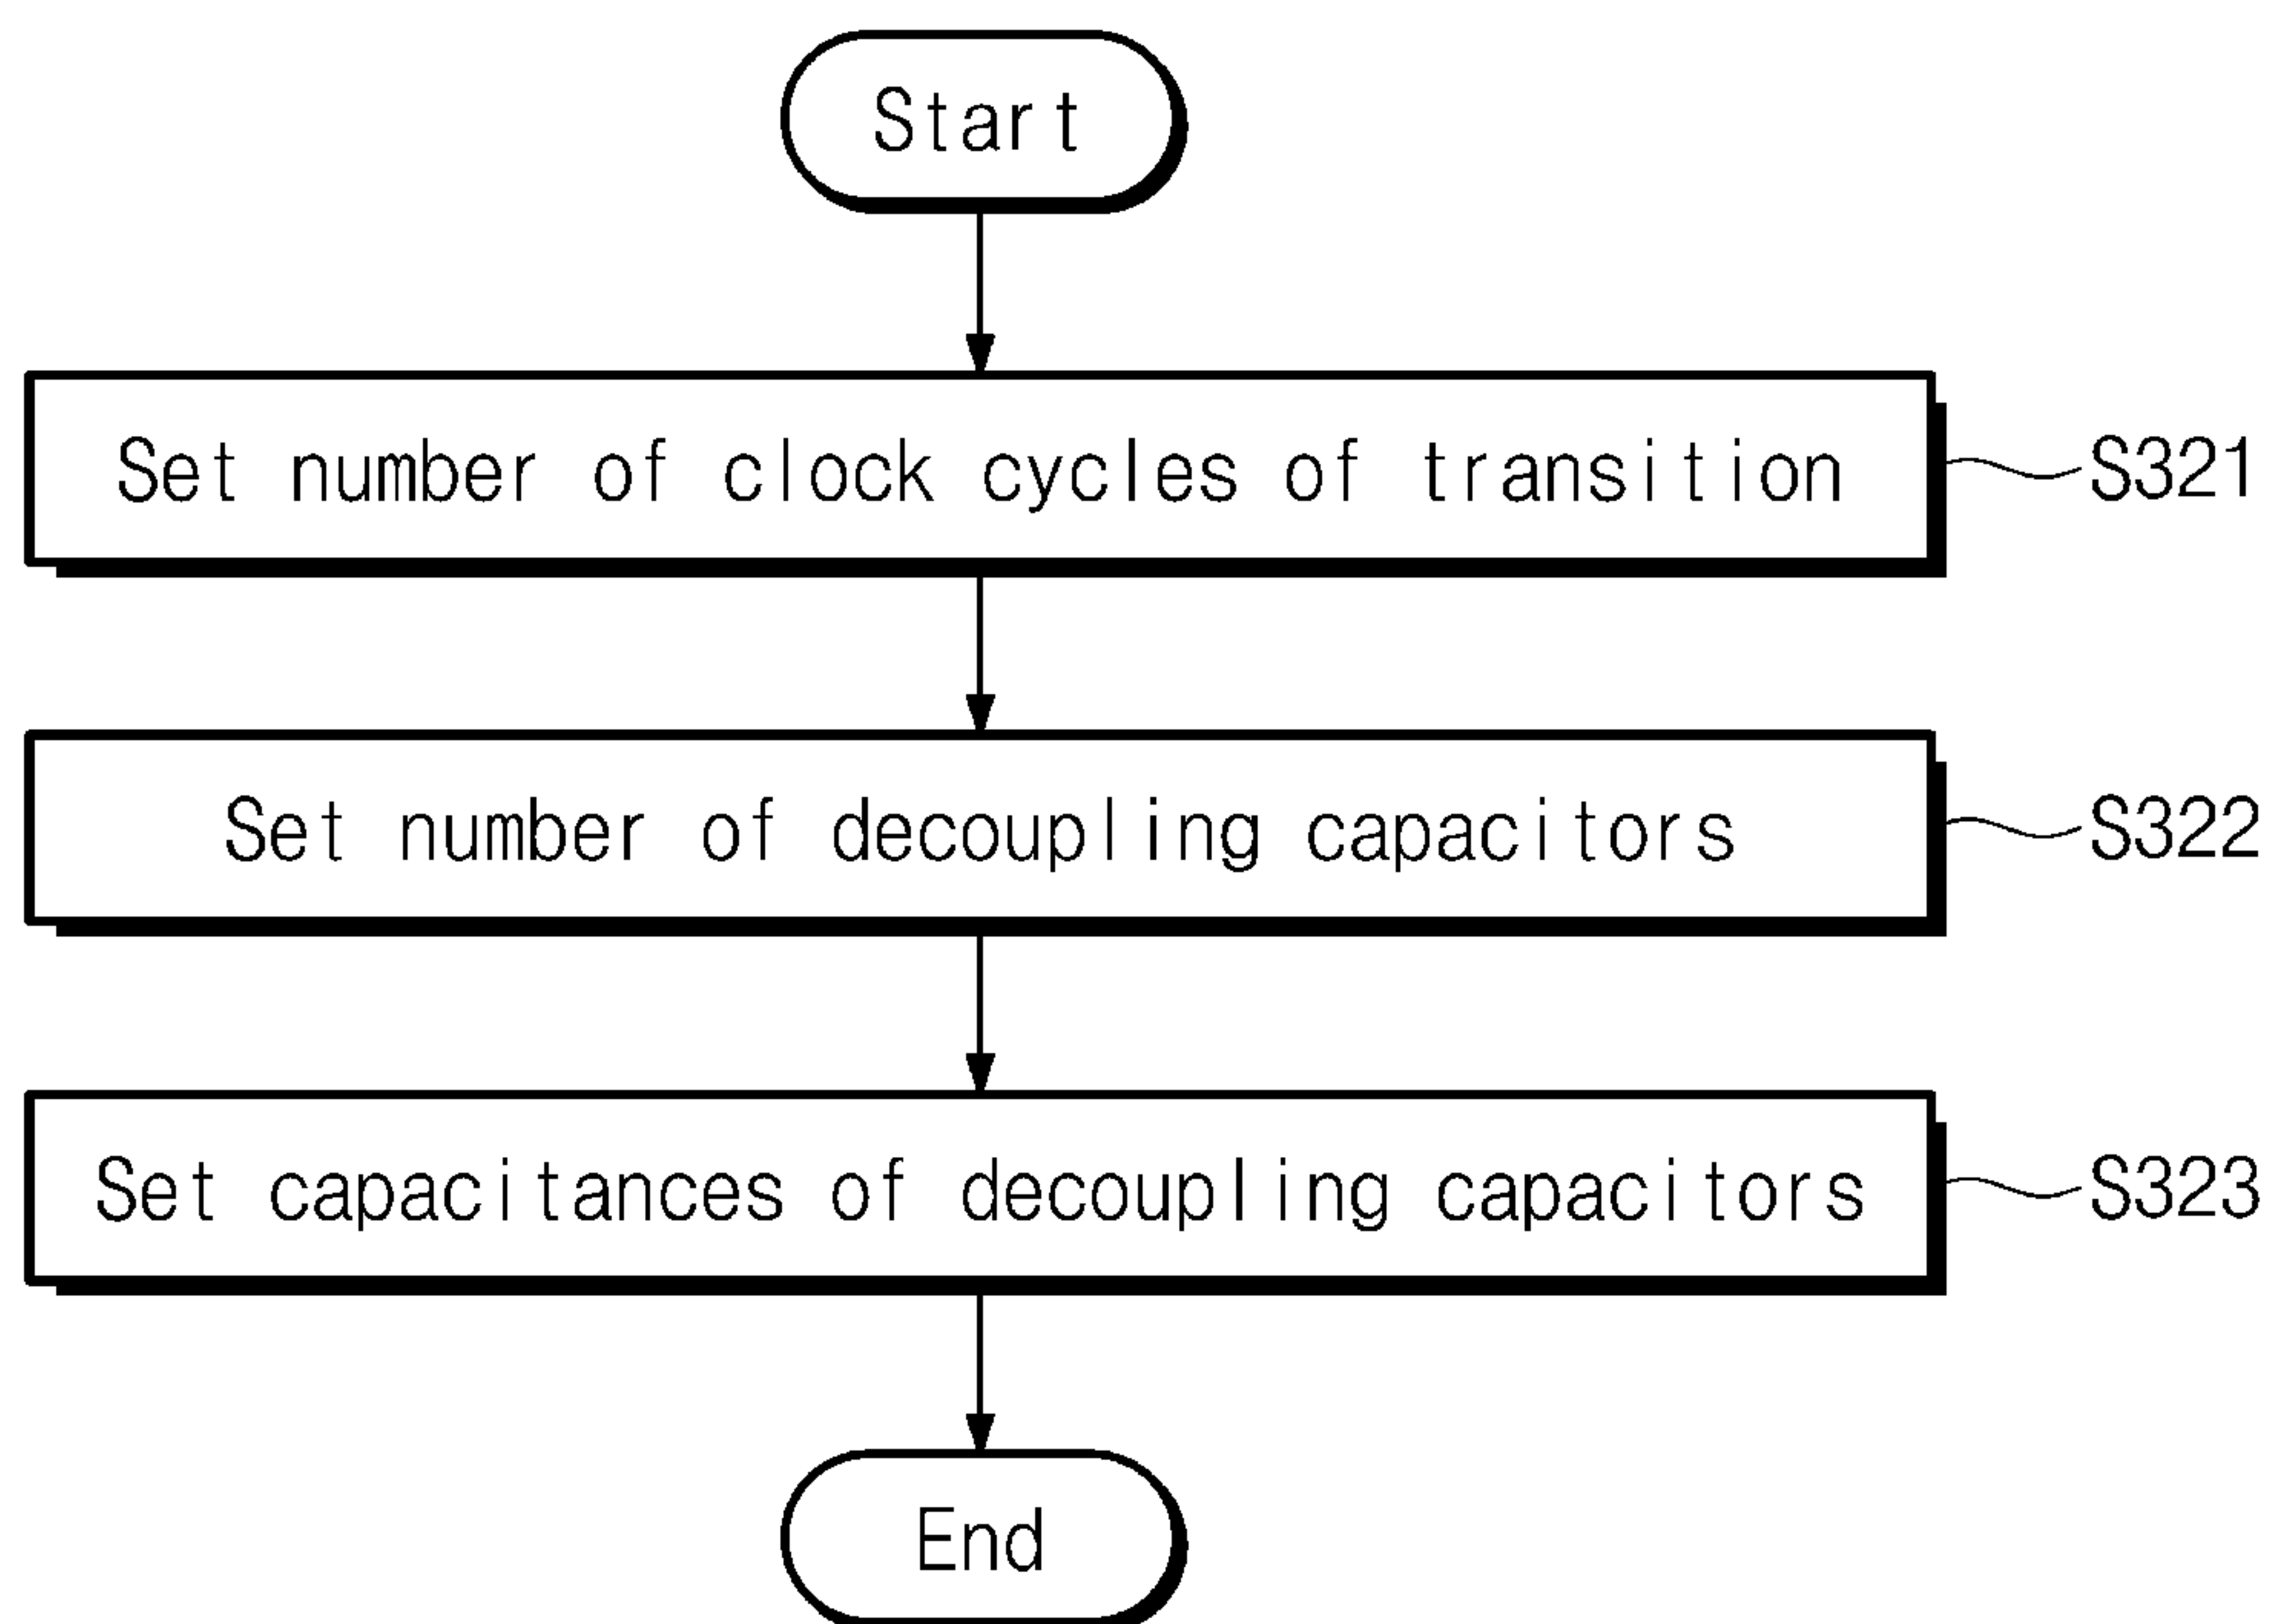 Start
Set number of clock cycles of transition
S321
Set number of decoupling capacitors
S322
Set capacitances of decoupling capacitors
S323
End